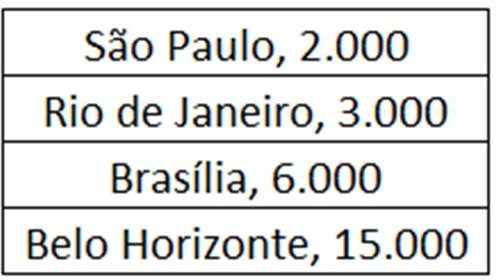 São Paulo, 2.000
Rio de Janeiro, 3.000
Brasília, 6.000
Belo Horizonte, 15.000